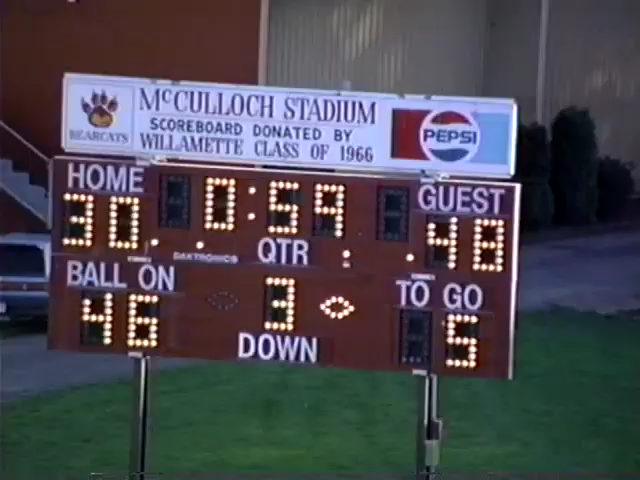 BEARCATS
McCULLOCH STADIUM
SCOREBOARD DONATED BY
WILLAMETTE CLASS OF 1966
PEPSI
HOME 0:59 GUEST
30 48
DAKTRONICS QTR
BALL ON TO GO
46 3 5
DOWN